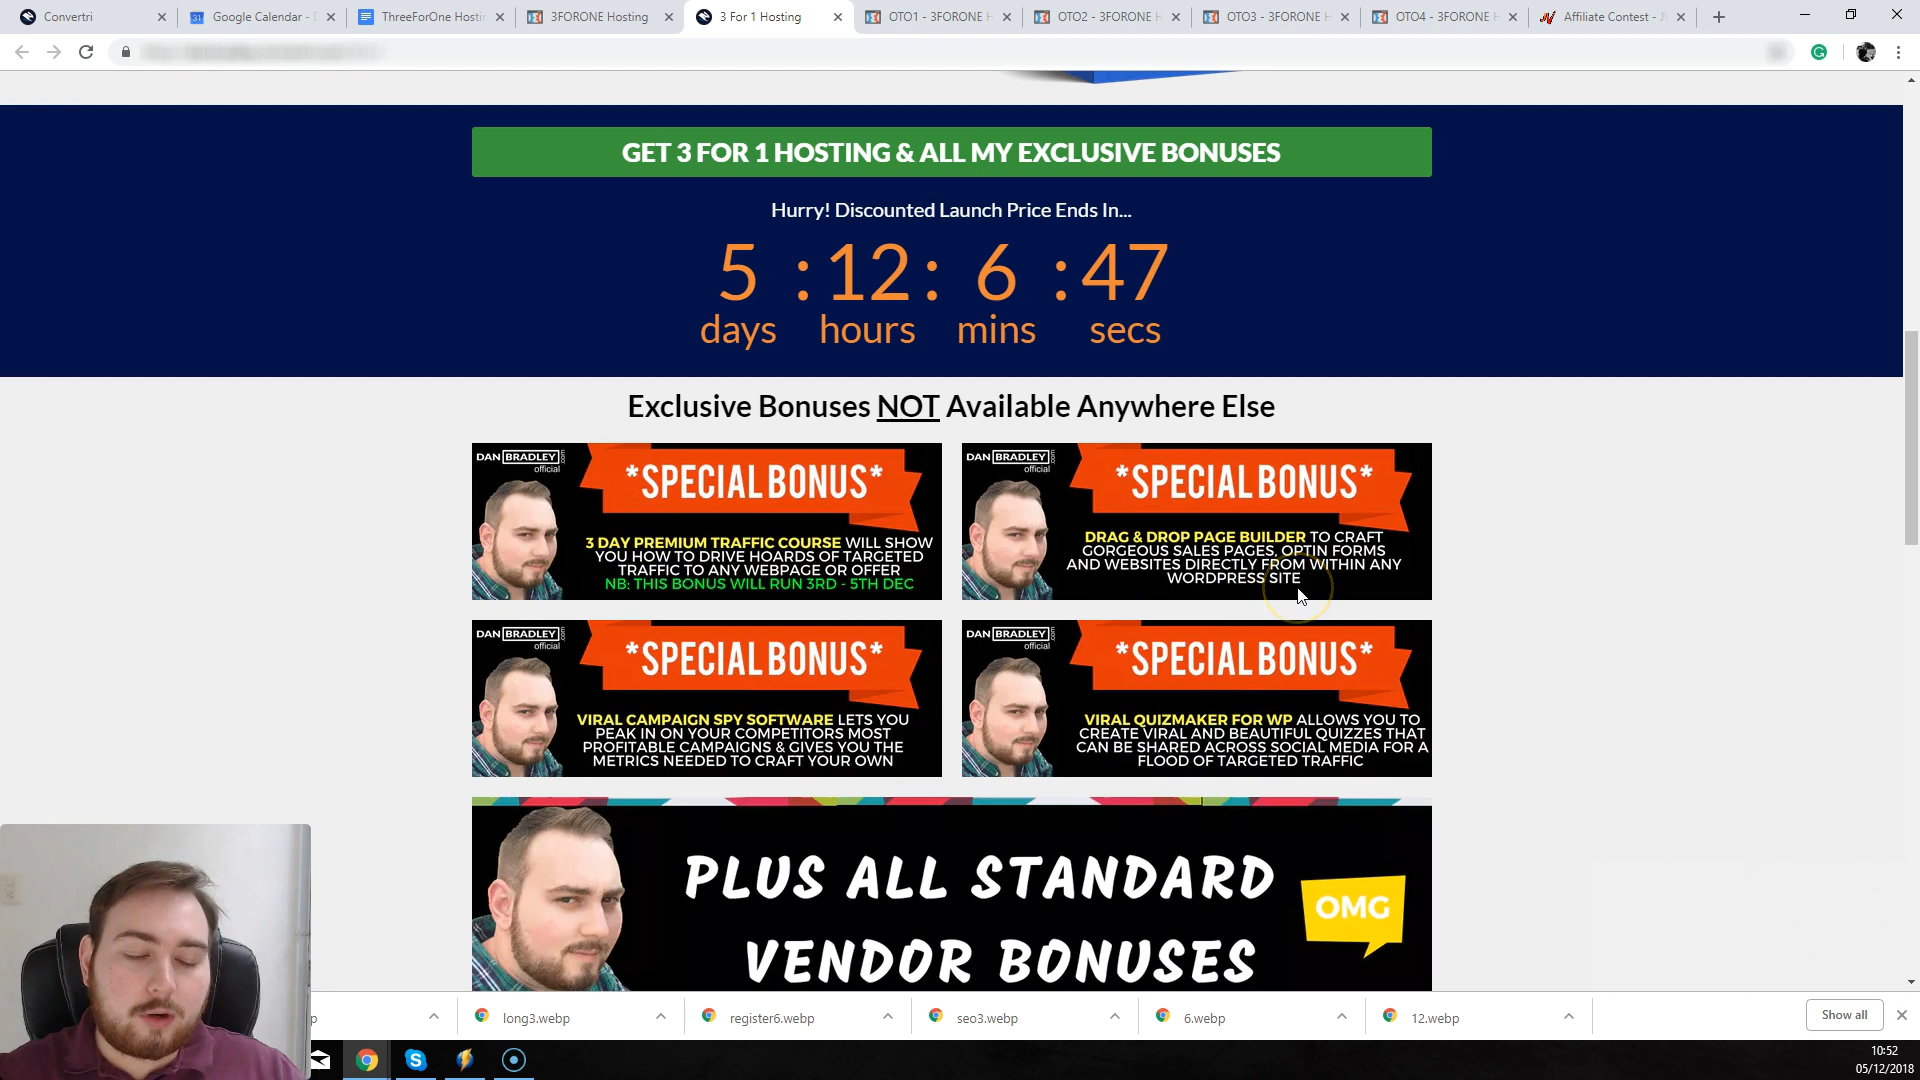 Convertri
Google Calendar - D
ThreeForOne Hostin
3FORONE Hosting
3 For 1 Hosting
OTO1 - 3FORONE H
OTO2 - 3FORONE H
OTO3 - 3FORONE H
OTO4 - 3FORONE H
Affiliate Contest - JV
GET 3 FOR 1 HOSTING & ALL MY EXCLUSIVE BONUSES
Hurry! Discounted Launch Price Ends In...
5 : 12 : 6 : 47
days hours mins secs
Exclusive Bonuses NOT Available Anywhere Else
DAN BRADLEY.com
official
*SPECIAL BONUS*
3 DAY PREMIUM TRAFFIC COURSE WILL SHOW
YOU HOW TO DRIVE HOARDS OF TARGETED
TRAFFIC TO ANY WEBPAGE OR OFFER
NB: THIS BONUS WILL RUN 3RD - 5TH DEC
DAN BRADLEY.com
official
*SPECIAL BONUS*
DRAG & DROP PAGE BUILDER TO CRAFT
GORGEOUS SALES PAGES, OPTIN FORMS
AND WEBSITES DIRECTLY FROM WITHIN ANY
WORDPRESS SITE
DAN BRADLEY.com
official
*SPECIAL BONUS*
VIRAL CAMPAIGN SPY SOFTWARE LETS YOU
PEAK IN ON YOUR COMPETITORS MOST
PROFITABLE CAMPAIGNS & GIVES YOU THE
METRICS NEEDED TO CRAFT YOUR OWN
DAN BRADLEY.com
official
*SPECIAL BONUS*
VIRAL QUIZMAKER FOR WP ALLOWS YOU TO
CREATE VIRAL AND BEAUTIFUL QUIZZES THAT
CAN BE SHARED ACROSS SOCIAL MEDIA FOR A
FLOOD OF TARGETED TRAFFIC
PLUS ALL STANDARD
VENDOR BONUSES
OMG
p
long3.webp
register6.webp
seo3.webp
6.webp
12.webp
Show all
10:52
05/12/2018